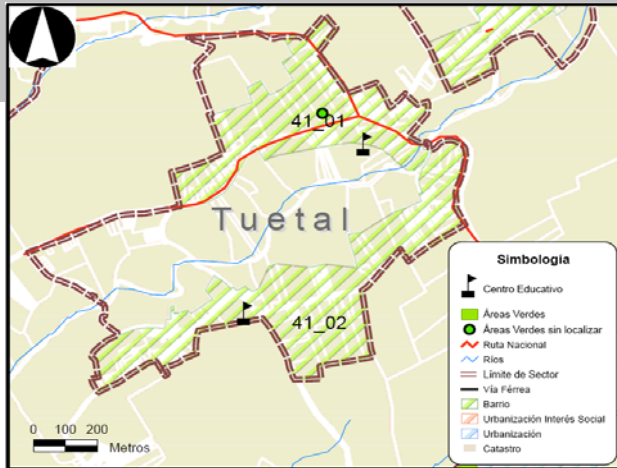 41_01
Tuetal
41_02
0 100 200
Metros
Simbología
Centro Educativo
Áreas Verdes
Áreas Verdes sin localizar
Ruta Nacional
Ríos
Límite de Sector
Vía Férrea
Barrio
Urbanización Interés Social
Urbanización
Catastro